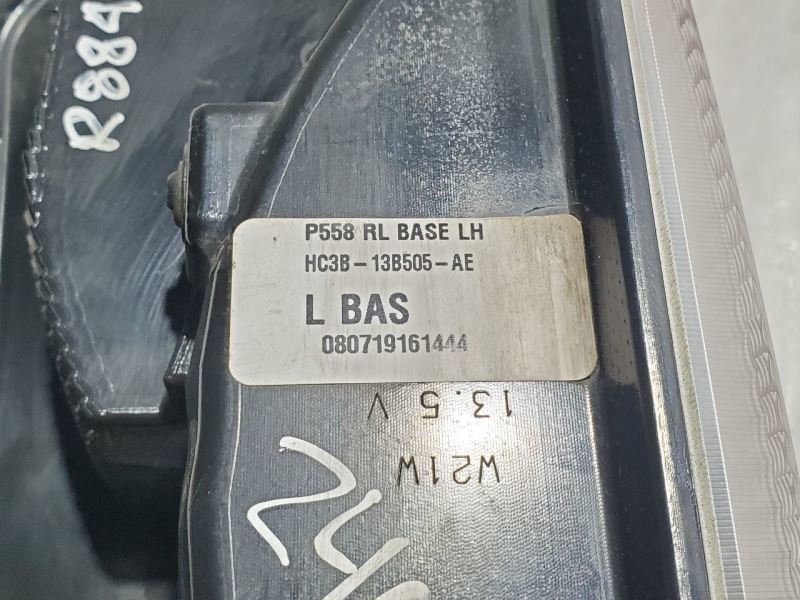 R884
P558 RL BASE LH
HC3B-13B505-AE
L BAS
080719161444
13.5 V
W21W